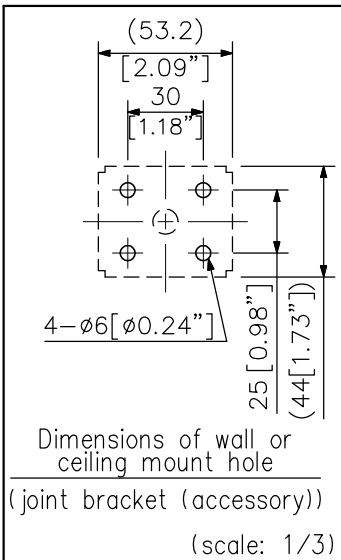 (53.2)
[2.09”]
30
[1.18”]
25 [0.98”]
(44[1.73”])
4-ø6[ø0.24”]
Dimensions of wall or
ceiling mount hole
(joint bracket (accessory))
(scale: 1/3)